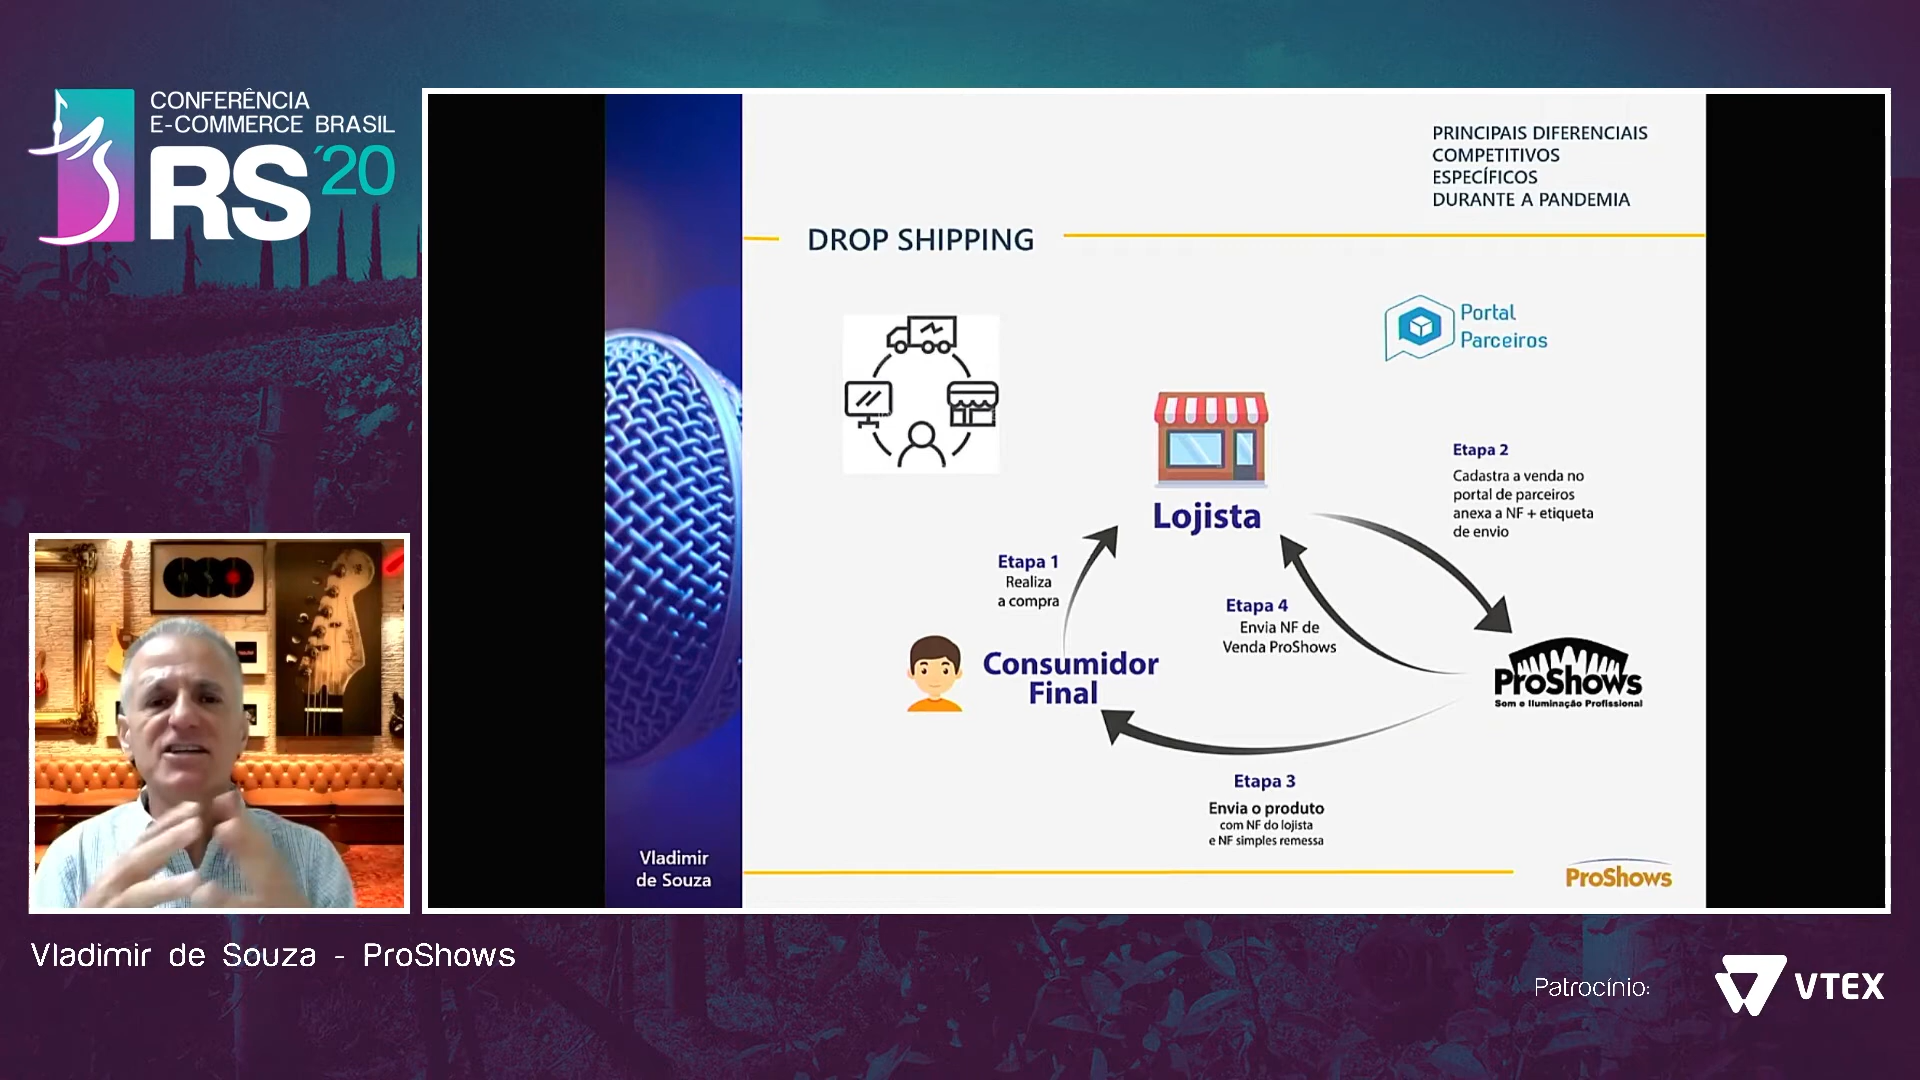 CONFERÊNCIA
E-COMMERCE BRASIL
RS'20
PRINCIPAIS DIFERENCIAIS
COMPETITIVOS
ESPECÍFICOS
DURANTE A PANDEMIA
DROP SHIPPING
Portal
Parceiros
Etapa 2
Cadastra a venda no
portal de parceiros
anexa a NF + etiqueta
de envio
Lojista
Etapa 1
Realiza
a compra
Etapa 4
Envia NF de
Venda ProShows
Consumidor
Final
ProShows
Som e Iluminação Profissional
Etapa 3
Envia o produto
com NF do lojista
e NF simples remessa
Vladimir
de Souza
ProShows
Vladimir de Souza - ProShows
Patrocínio:
VTEX